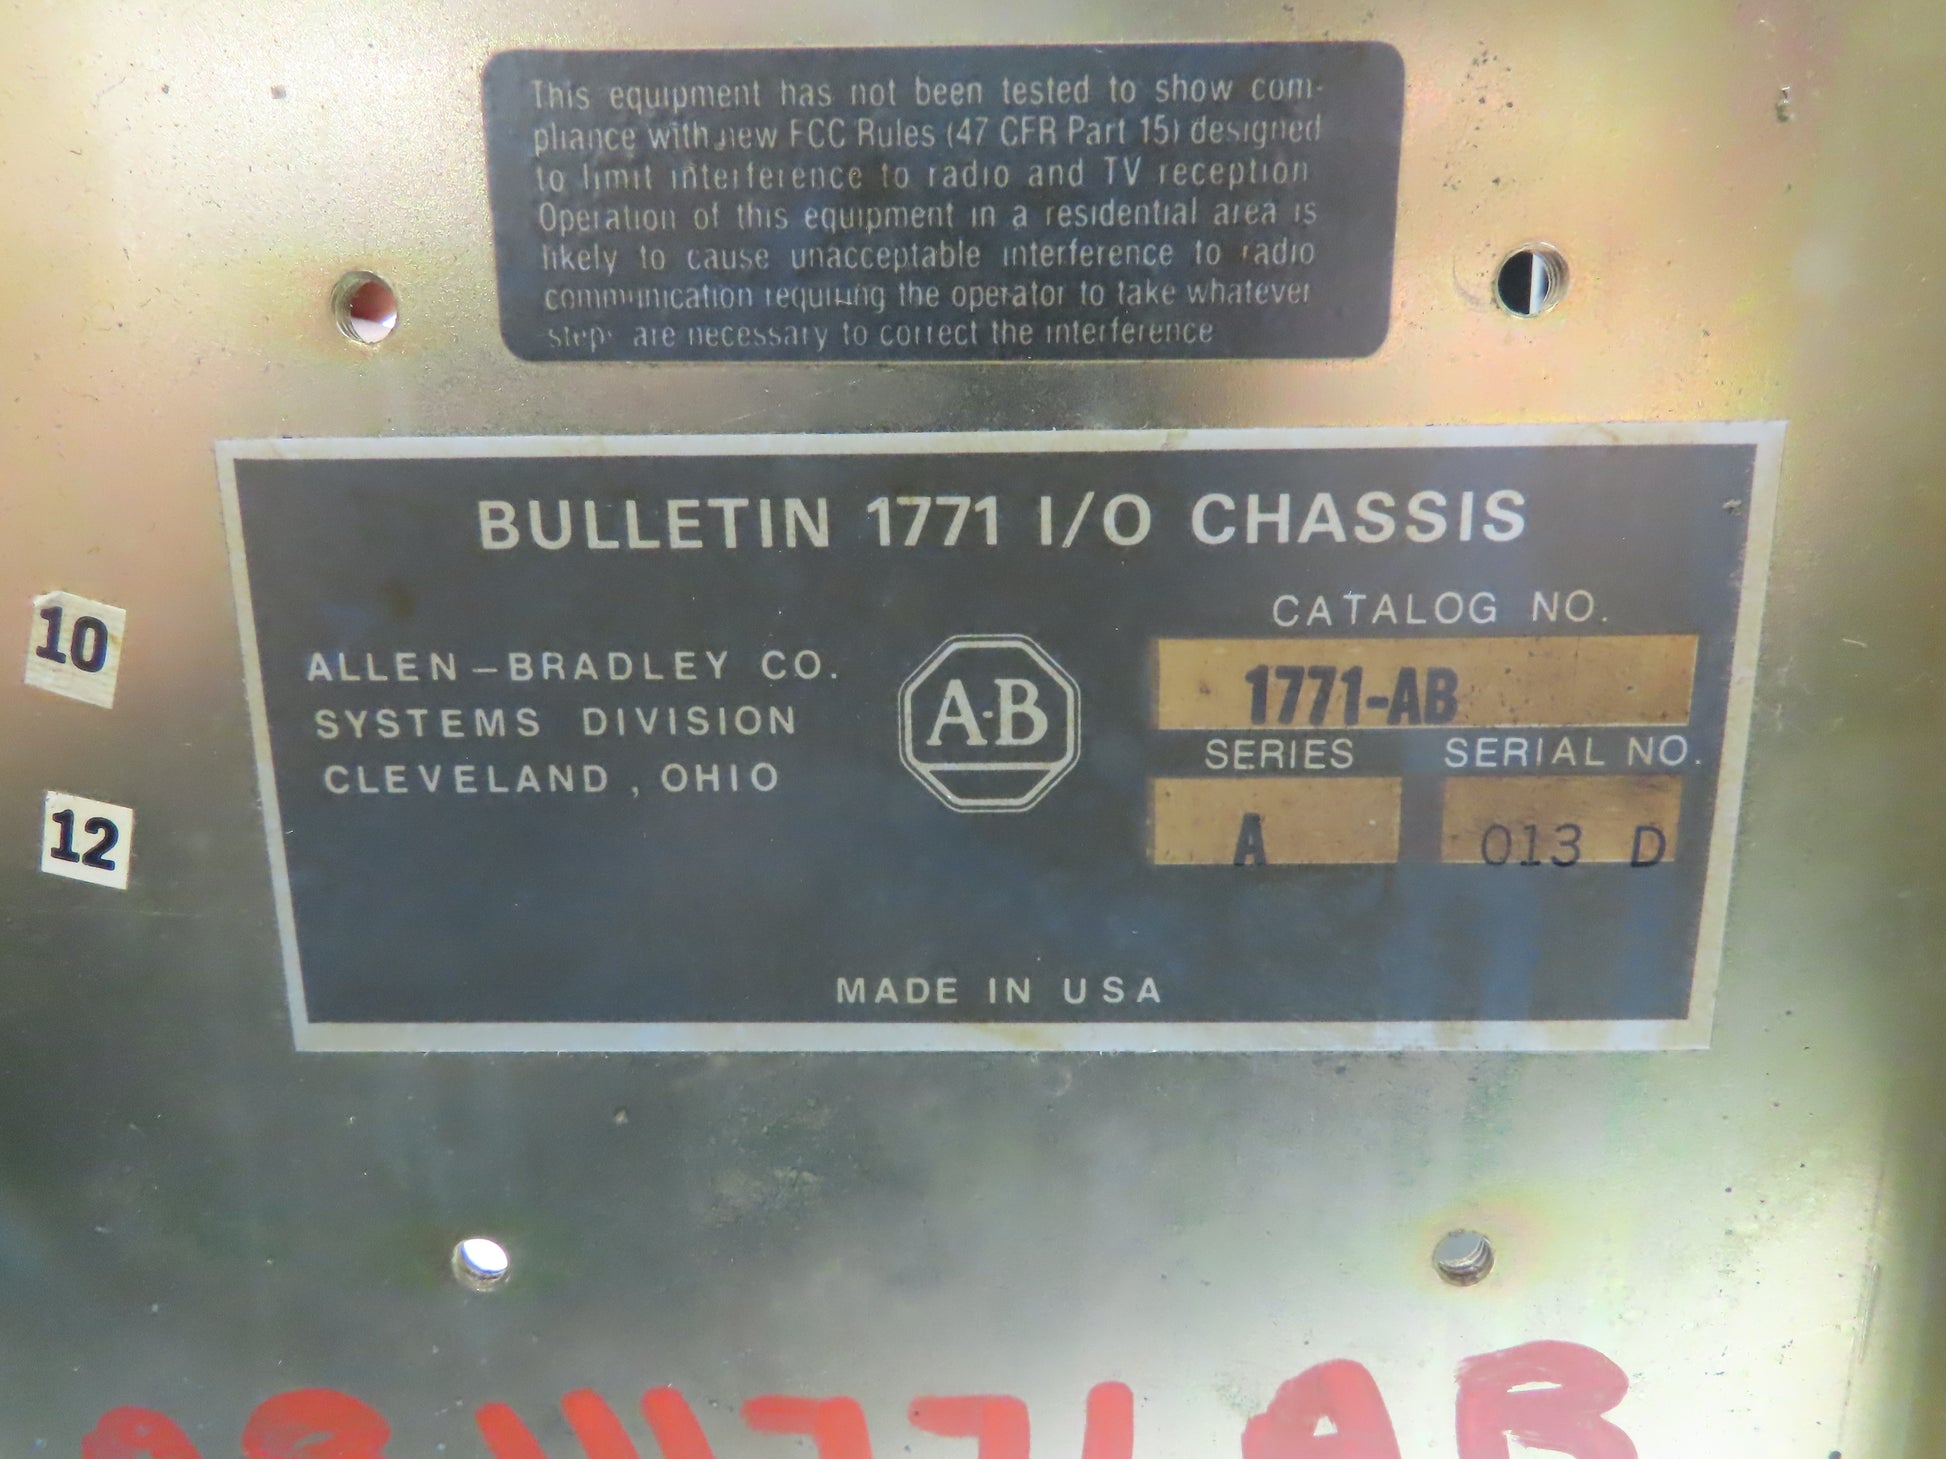 This equipment has not been tested to show com-
pliance with new FCC Rules (47 CFR Part 15) designed
to limit interference to radio and TV reception
Operation of this equipment in a residential area is
likely to cause unacceptable interference to radio
communication requiring the operator to take whatever
steps are necessary to correct the interference
BULLETIN 1771 I/O CHASSIS
ALLEN-BRADLEY CO.
SYSTEMS DIVISION
CLEVELAND, OHIO
A-B
CATALOG NO.
1771-AB
SERIES SERIAL NO.
A 013 D
MADE IN USA
10
12
AB 1771 AB